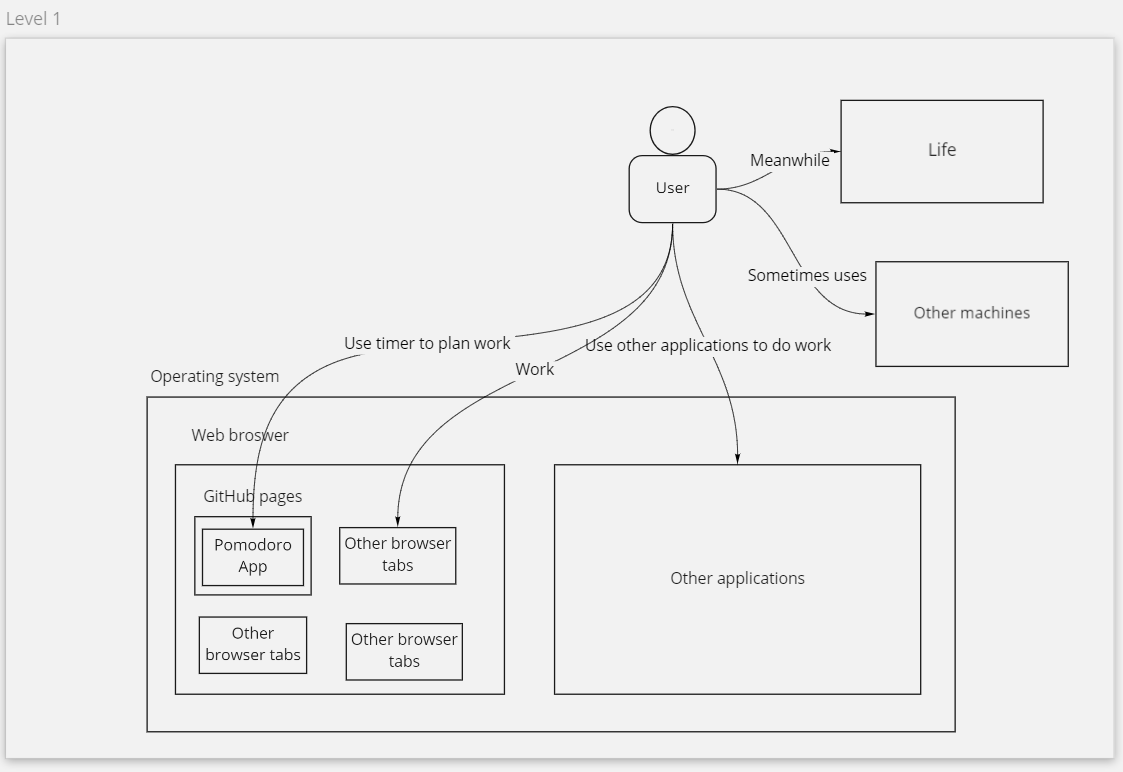 Level 1
Life
Meanwhile
User
Sometimes uses
Other machines
Use timer to plan work
Use other applications to do work
Work
Operating system
Web broswer
GitHub pages
Pomodoro
App
Other browser
tabs
Other applications
Other
browser tabs
Other browser
tabs